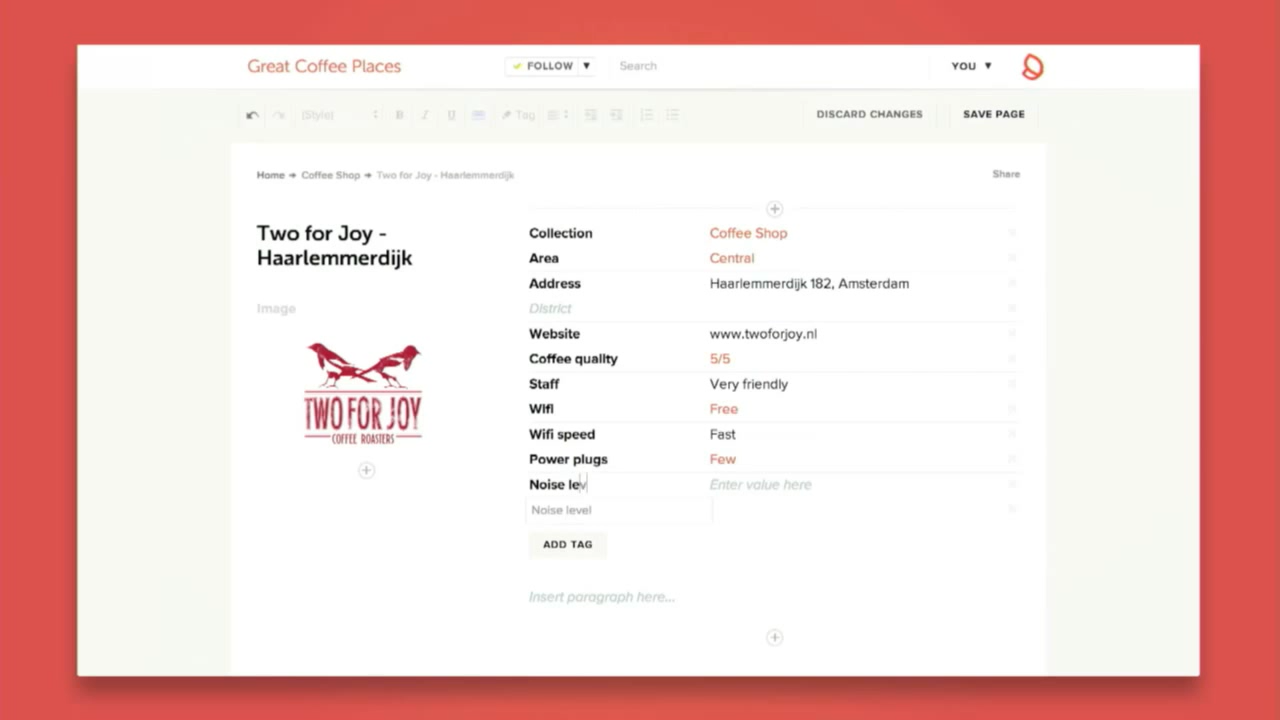 Great Coffee Places
FOLLOW ▼
Search
YOU ▼
(Style)
B I U
Tag
DISCARD CHANGES
SAVE PAGE
Home → Coffee Shop → Two for Joy - Haarlemmerdijk
Share
Two for Joy -
Haarlemmerdijk
Image
TWO FOR JOY
COFFEE ROASTERS
Collection Coffee Shop
Area Central
Address Haarlemmerdijk 182, Amsterdam
District
Website www.twoforjoy.nl
Coffee quality 5/5
Staff Very friendly
Wifi Free
Wifi speed Fast
Power plugs Few
Noise lev Enter value here
Noise level
ADD TAG
Insert paragraph here...